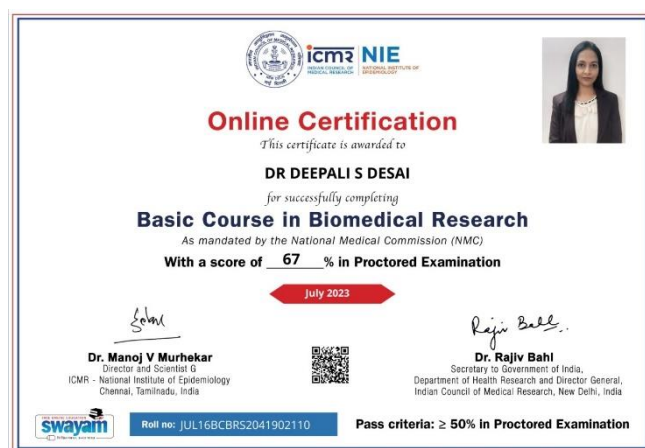 icmr NIE
INDIAN COUNCIL OF MEDICAL RESEARCH
NATIONAL INSTITUTE OF EPIDEMIOLOGY
Online Certification
This certificate is awarded to
DR DEEPALI S DESAI
for successfully completing
Basic Course in Biomedical Research
As mandated by the National Medical Commission (NMC)
With a score of 67 % in Proctored Examination
July 2023
Dr. Manoj V Murhekar
Director and Scientist G
ICMR - National Institute of Epidemiology
Chennai, Tamilnadu, India
Rajiv Bahl
Dr. Rajiv Bahl
Secretary to Government of India,
Department of Health Research and Director General,
Indian Council of Medical Research, New Delhi, India
swayam
Roll no: JUL16BCBRS2041902110
Pass criteria: ≥ 50% in Proctored Examination